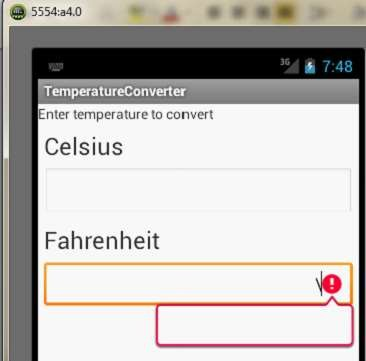 5554:a4.0
3G 7:48
TemperatureConverter
Enter temperature to convert
Celsius
Fahrenheit